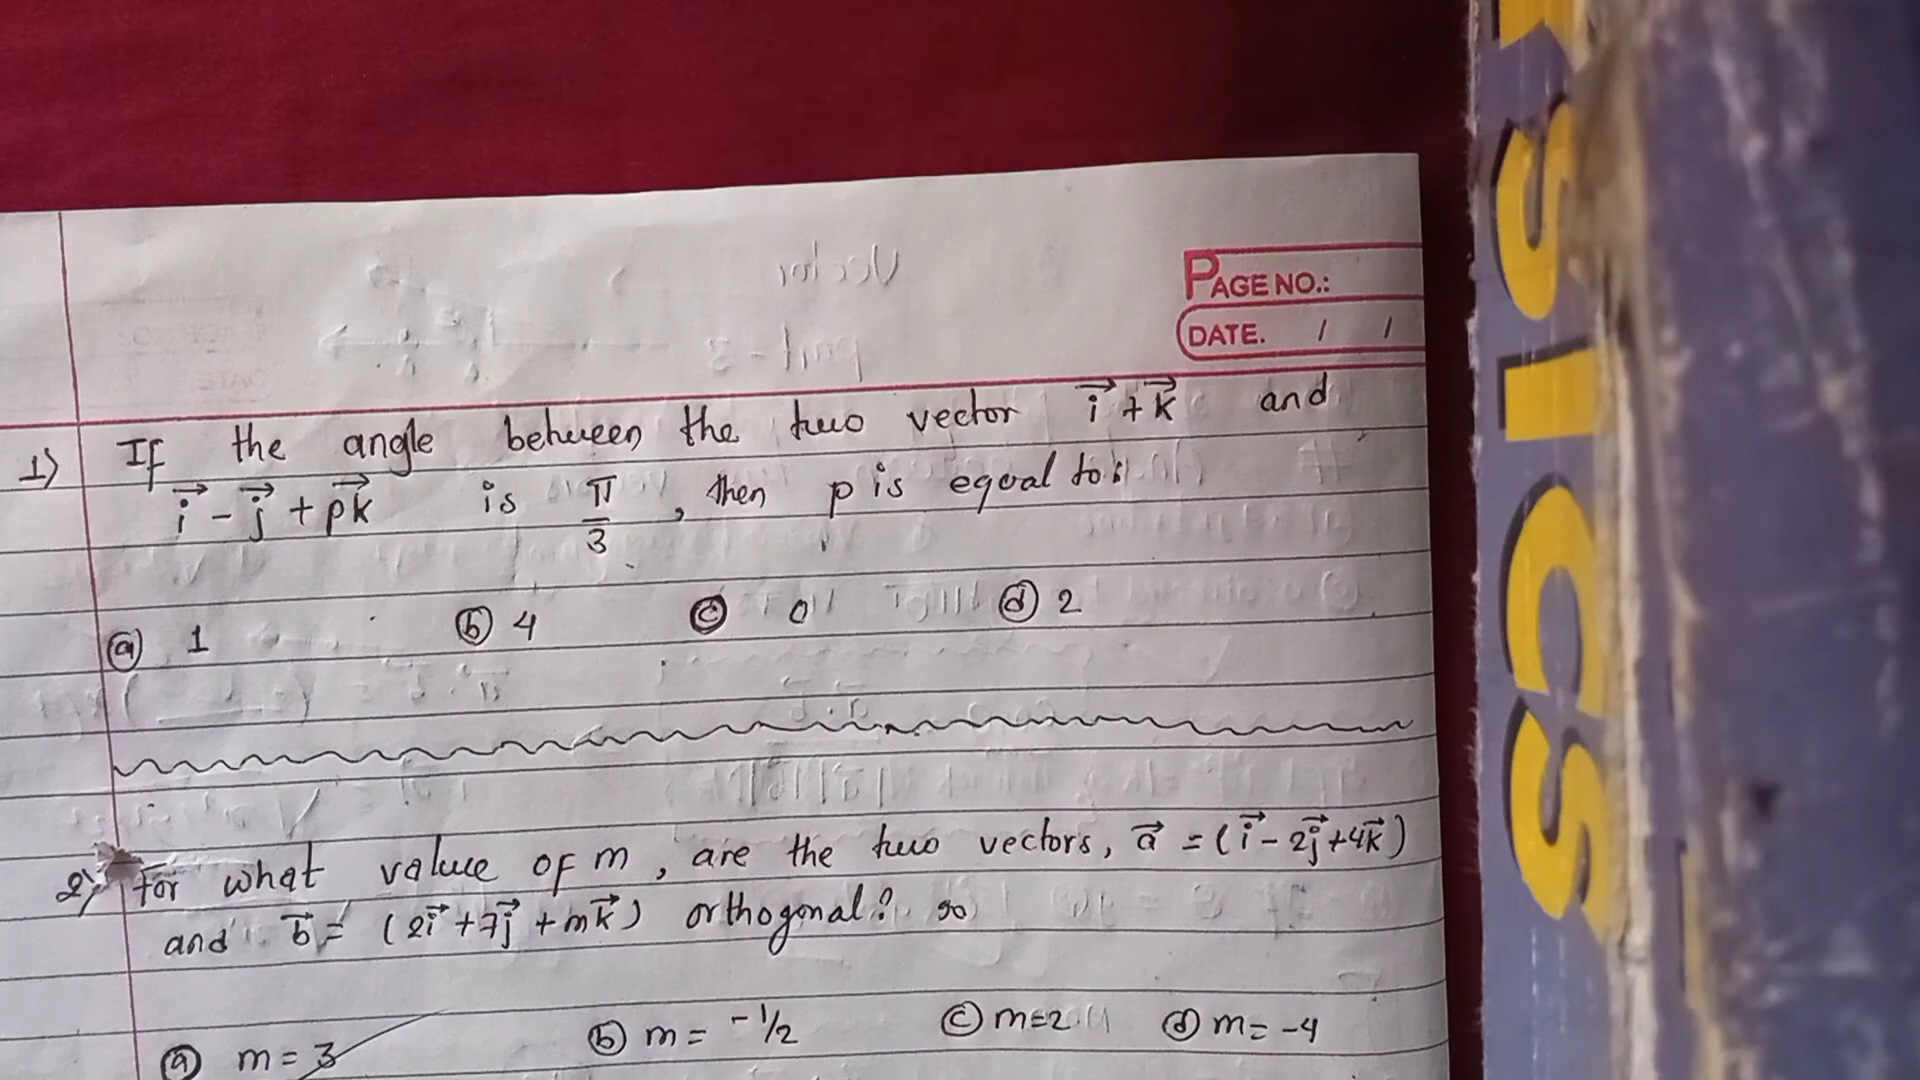 PAGE NO.:
DATE. / /
1) If the angle between the two vector i⃗ + k⃗ and
i⃗ - j⃗ + pk⃗ is π/3, then p is equal to:
(a) 1 (b) 4 (c) 0 (d) 2
2) For what value of m, are the two vectors, a⃗ = (i⃗ - 2j⃗ + 4k⃗)
and b⃗ = (2i⃗ + 7j⃗ + mk⃗) orthogonal? 90
(a) m = 3 (b) m = -1/2 (c) m=2 (d) m= -4
SICS